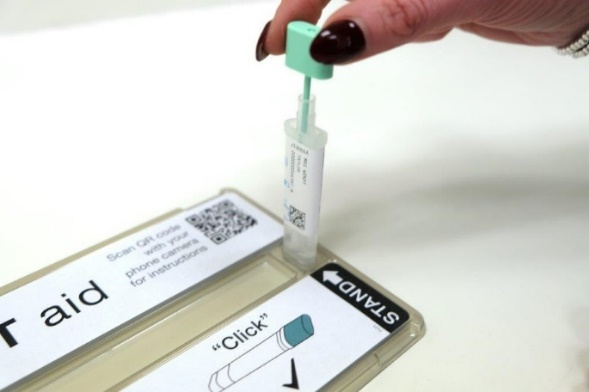 T aid
Scan QR code
with your
phone camera
for instructions
"Click"
STAND